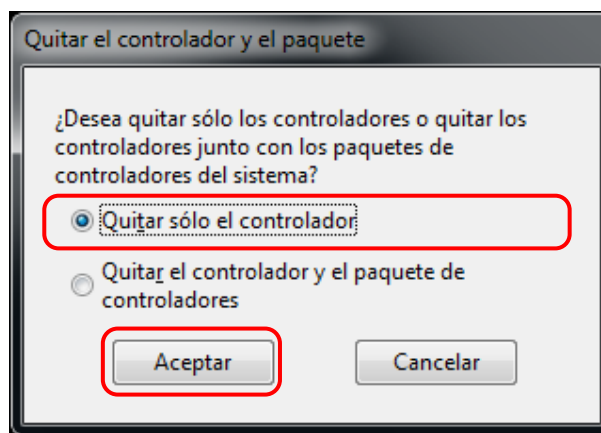 Quitar el controlador y el paquete
¿Desea quitar sólo los controladores o quitar los
controladores junto con los paquetes de
controladores del sistema?
Quitar sólo el controlador
Quitar el controlador y el paquete de
controladores
Aceptar
Cancelar